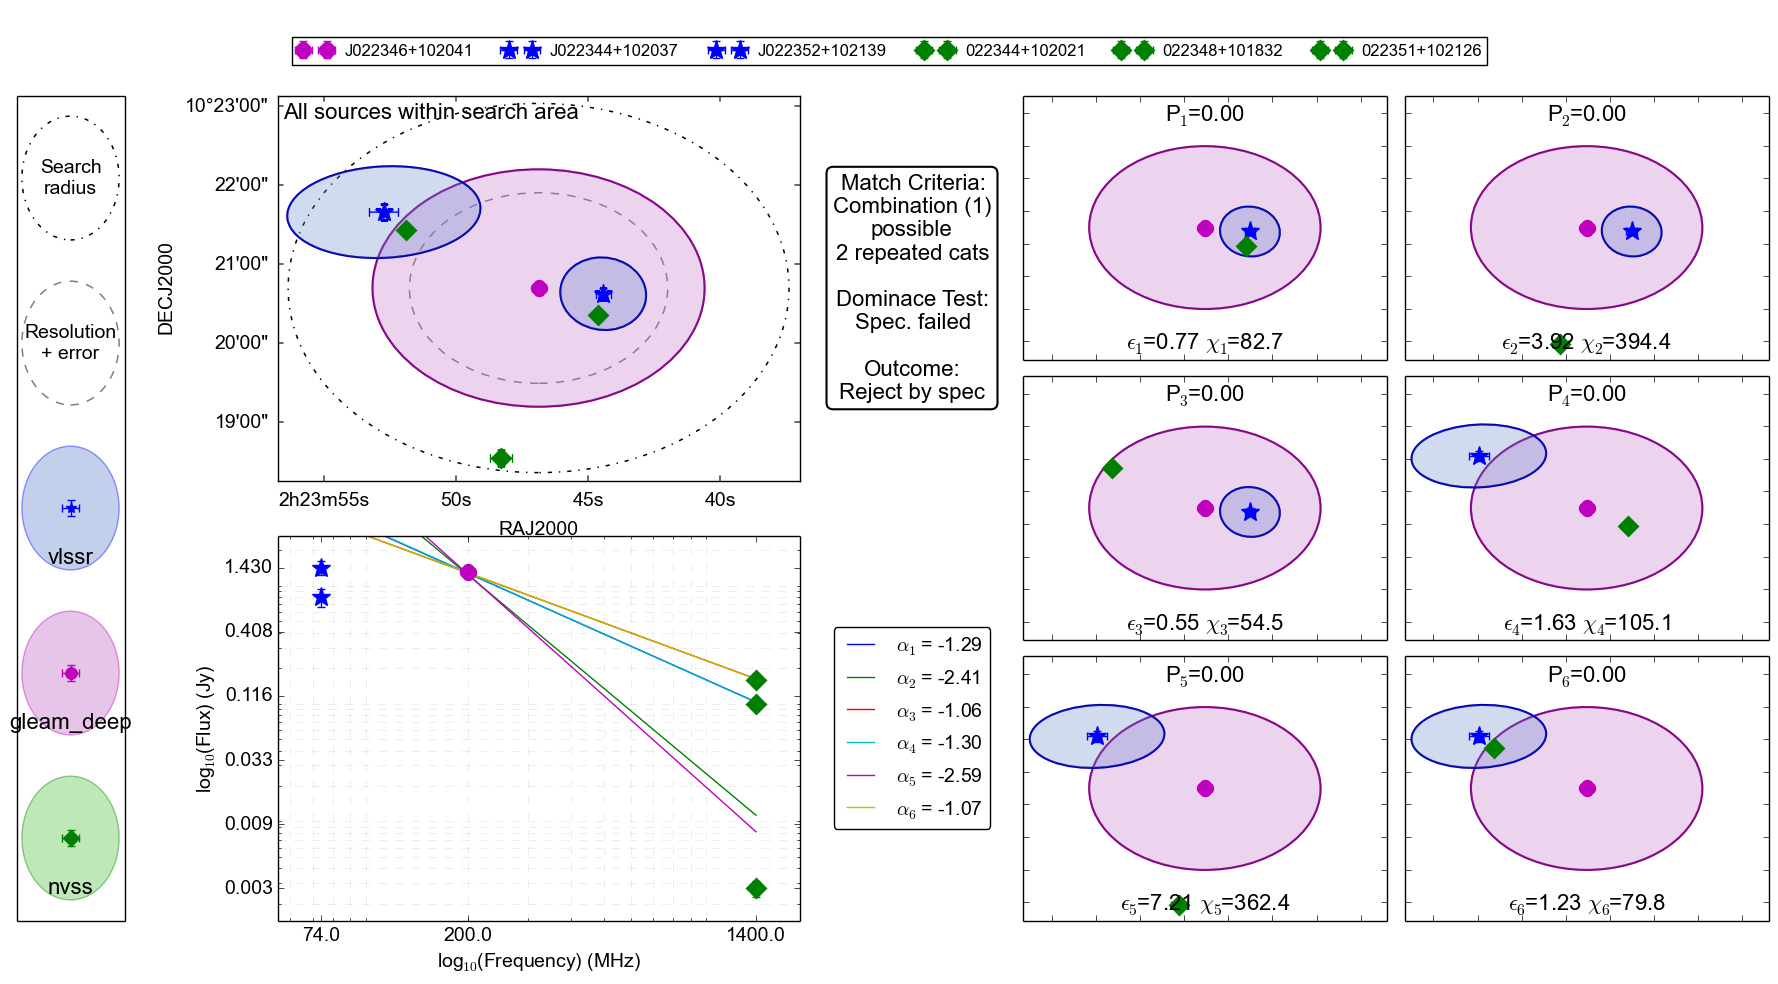 J022346+102041 J022344+102037 J022352+102139 022344+102021 022348+101832 022351+102126
Search
radius
Resolution
+ error
vlssr
gleam_deep
nvss
All sources within search area
DECJ2000
10°23'00"
22'00"
21'00"
20'00"
19'00"
2h23m55s 50s 45s 40s
RAJ2000
Match Criteria:
Combination (1)
possible
2 repeated cats
Dominace Test:
Spec. failed
Outcome:
Reject by spec
log₁₀(Flux) (Jy)
1.430
0.408
0.116
0.033
0.009
0.003
74.0 200.0 1400.0
log₁₀(Frequency) (MHz)
α₁ = -1.29
α₂ = -2.41
α₃ = -1.06
α₄ = -1.30
α₅ = -2.59
α₆ = -1.07
P₁=0.00
ϵ₁=0.77 χ₁=82.7
P₂=0.00
ϵ₂=3.92 χ₂=394.4
P₃=0.00
ϵ₃=0.55 χ₃=54.5
P₄=0.00
ϵ₄=1.63 χ₄=105.1
P₅=0.00
ϵ₅=7.21 χ₅=362.4
P₆=0.00
ϵ₆=1.23 χ₆=79.8